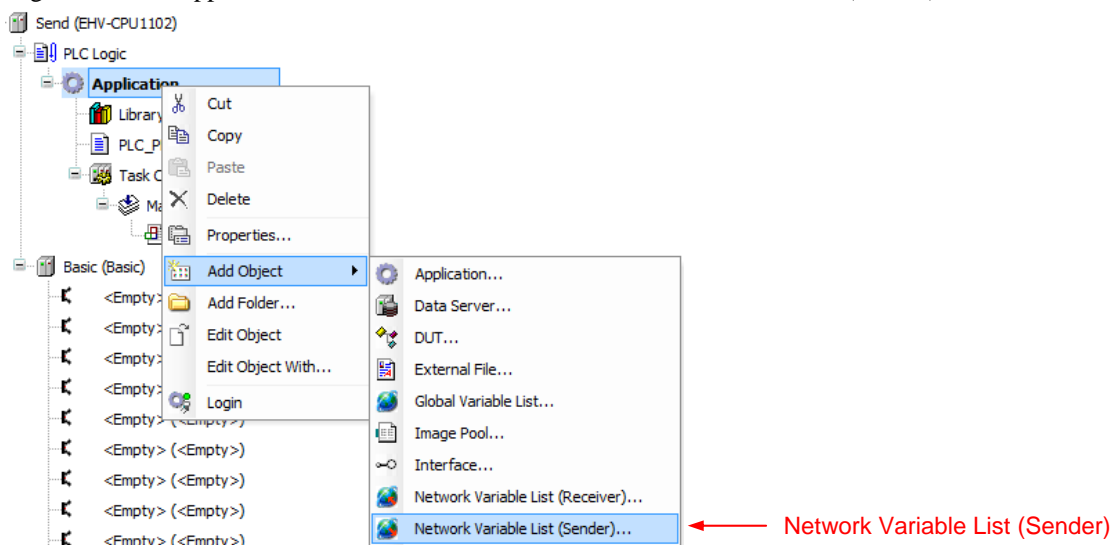 Send (EHV-CPU1102)
PLC Logic
Application
Library
PLC_P
Task C
Ma
Cut
Copy
Paste
Delete
Properties...
Add Object
Add Folder...
Edit Object
Edit Object With...
Login
Basic (Basic)
<Empty>
<Empty>
<Empty>
<Empty>
<Empty> (<Empty>)
<Empty> (<Empty>)
<Empty> (<Empty>)
<Empty> (<Empty>)
<Empty> (<Empty>)
Application...
Data Server...
DUT...
External File...
Global Variable List...
Image Pool...
Interface...
Network Variable List (Receiver)...
Network Variable List (Sender)...
Network Variable List (Sender)